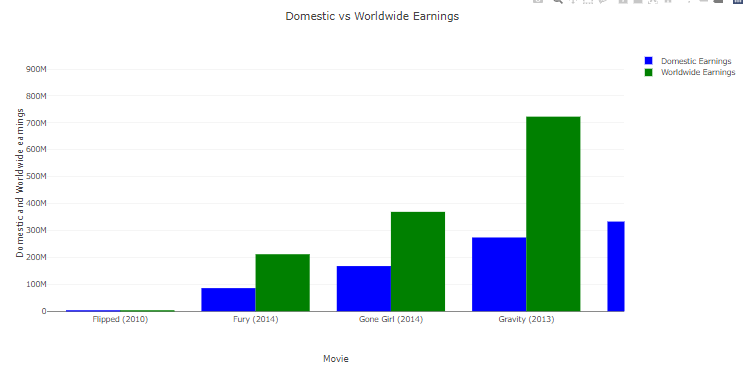 Domestic vs Worldwide Earnings
Domestic Earnings
Worldwide Earnings
Domestic and Worldwide earnings
900M
800M
700M
600M
500M
400M
300M
200M
100M
0
Flipped (2010)
Fury (2014)
Gone Girl (2014)
Gravity (2013)
Movie